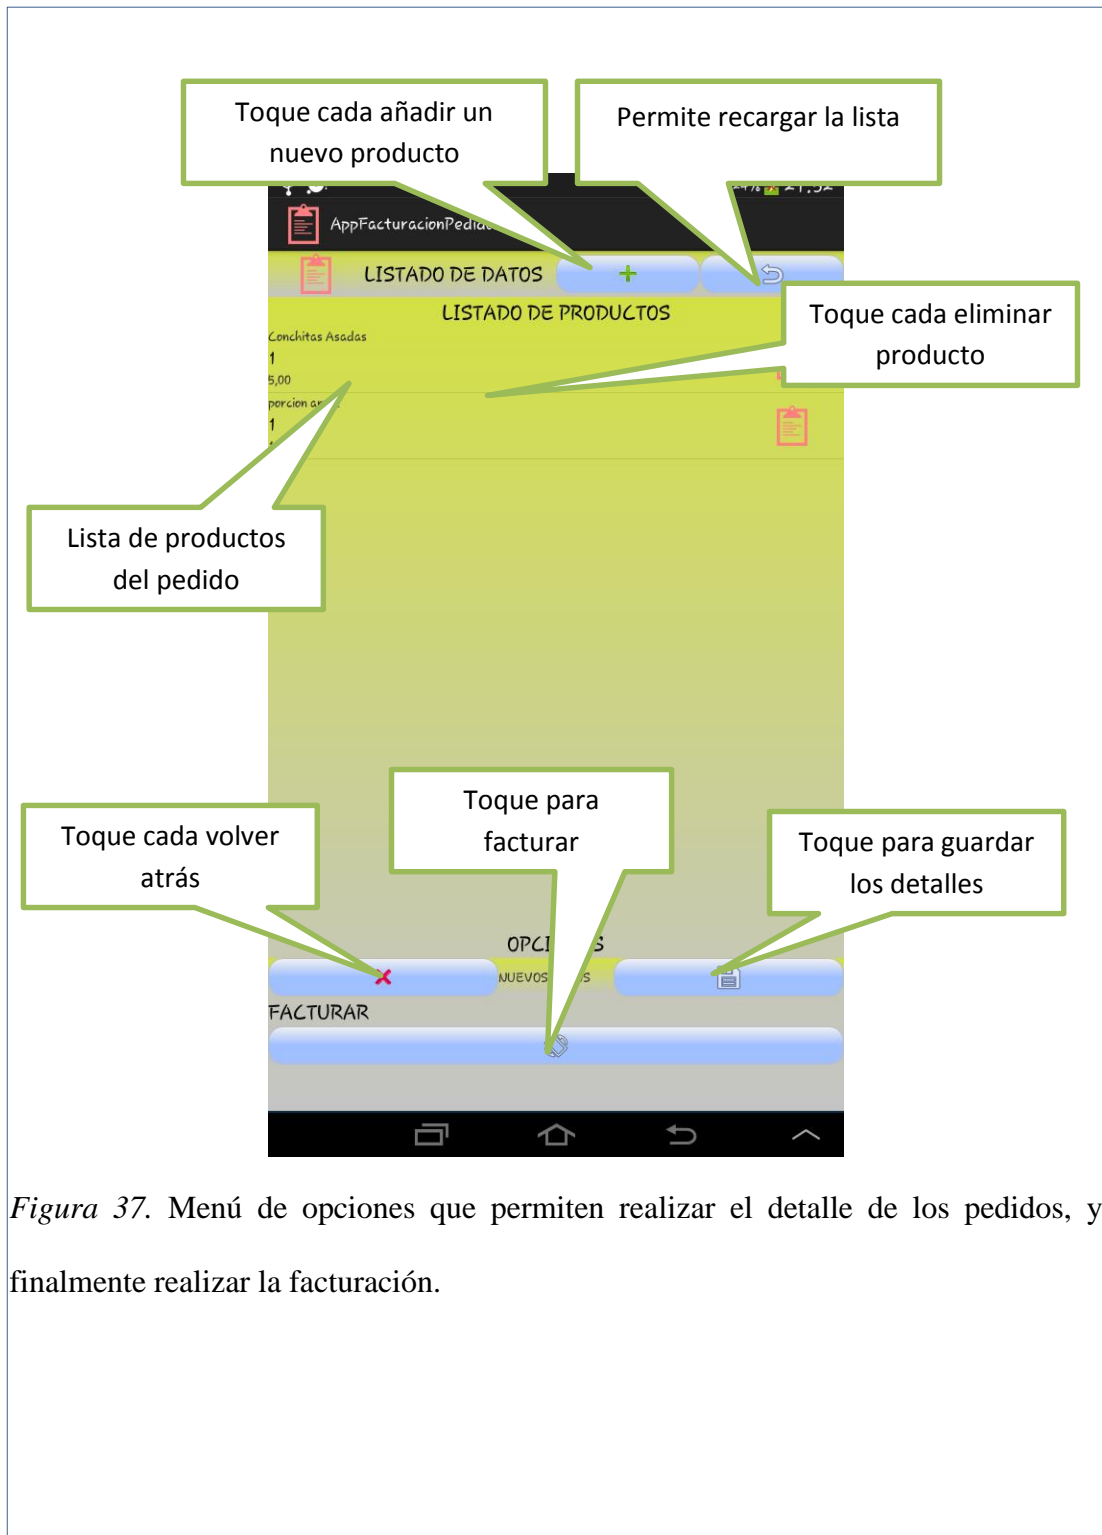 Toque cada añadir un
nuevo producto
Permite recargar la lista
LISTADO DE DATOS
LISTADO DE PRODUCTOS
Toque cada eliminar
producto
Conchitas Asadas
1
5,00
porcion
1
Lista de productos
del pedido
Toque para
facturar
Toque cada volver
atrás
Toque para guardar
los detalles
NUEVOS
FACTURAR
Figura 37. Menú de opciones que permiten realizar el detalle de los pedidos, y
finalmente realizar la facturación.